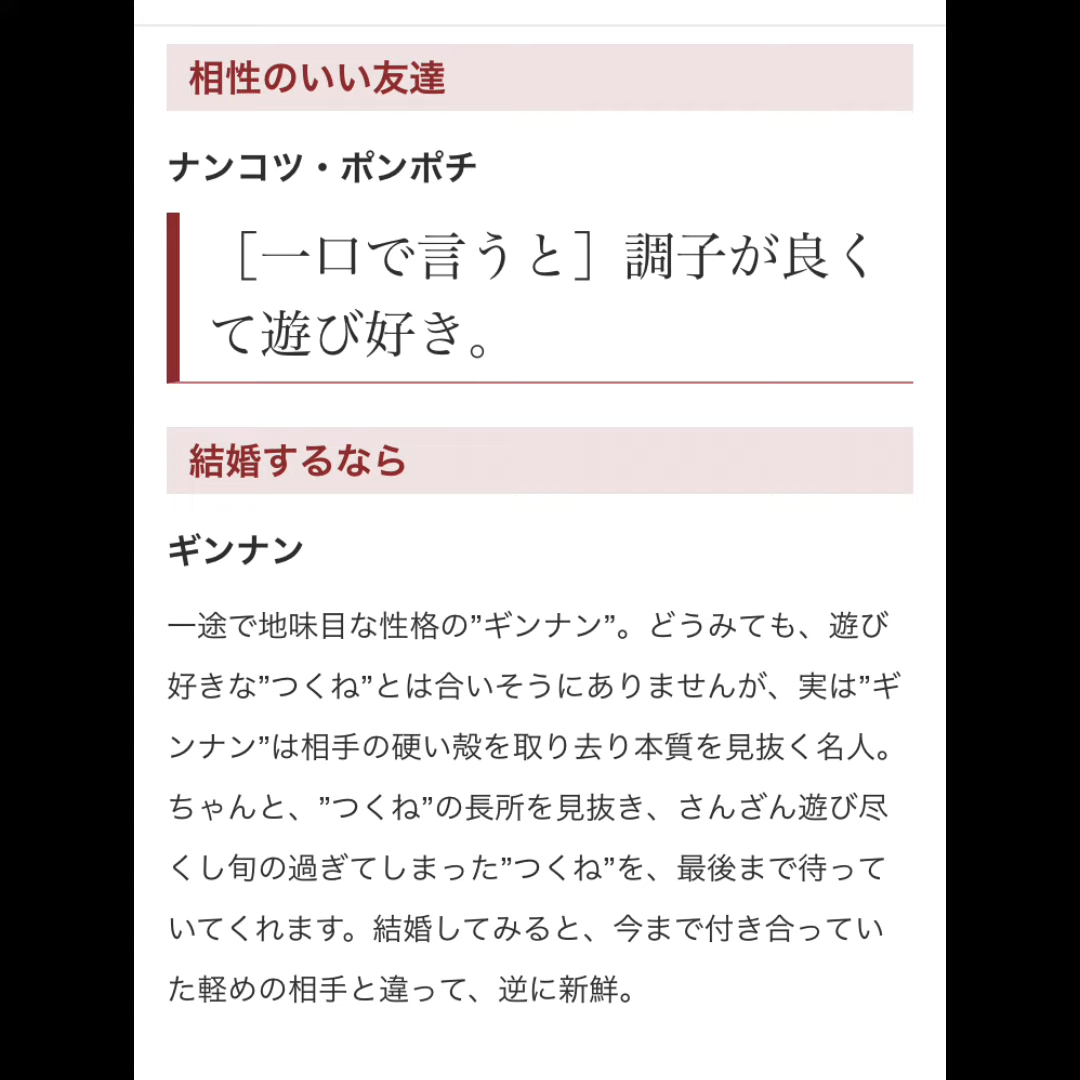 相性のいい友達
ナンコツ・ポンポチ
［一口で言うと］調子が良く
て遊び好き。
結婚するなら
ギンナン
一途で地味目な性格の”ギンナン”。どうみても、遊び
好きな”つくね”とは合いそうにありませんが、実は”ギ
ンナン”は相手の硬い殻を取り去り本質を見抜く名人。
ちゃんと、”つくね”の長所を見抜き、さんざん遊び尽
くし旬の過ぎてしまった”つくね”を、最後まで待って
いてくれます。結婚してみると、今まで付き合ってい
た軽めの相手と違って、逆に新鮮。